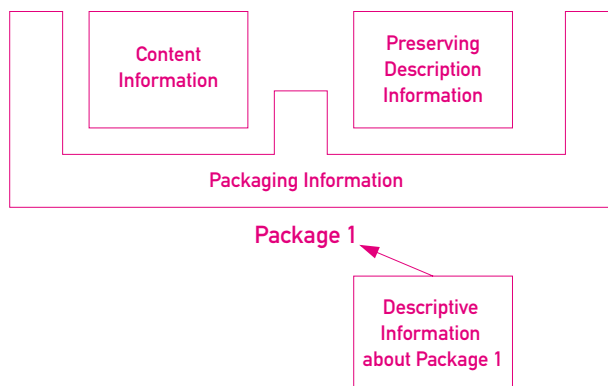 Content
Information
Preserving
Description
Information
Packaging Information
Package 1
Descriptive
Information
about Package 1